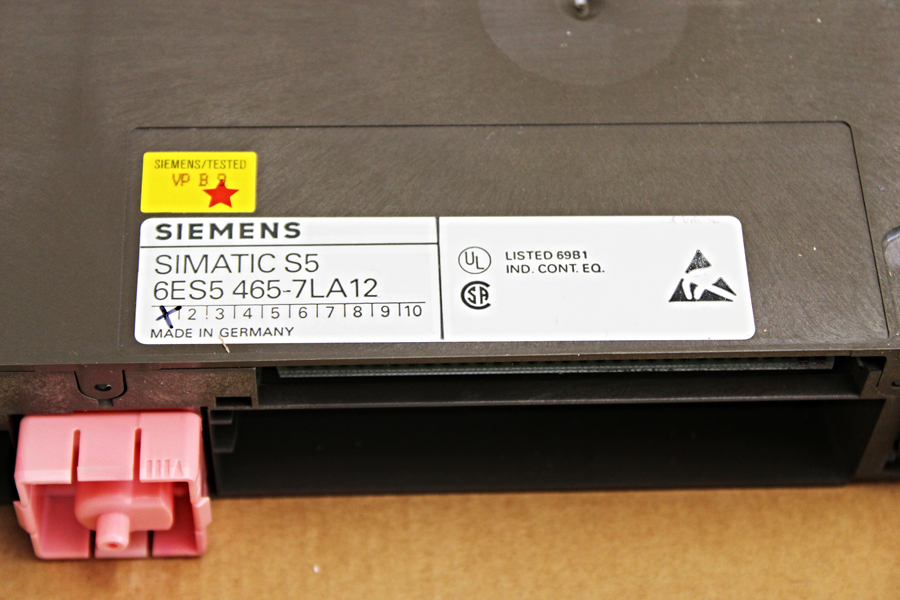 SIEMENS/TESTED
VP B
SIEMENS
SIMATIC S5
6ES5 465-7LA12
2 3 4 5 6 7 8 9 10
MADE IN GERMANY
UL
LISTED 69B1
IND. CONT. EQ.
SA